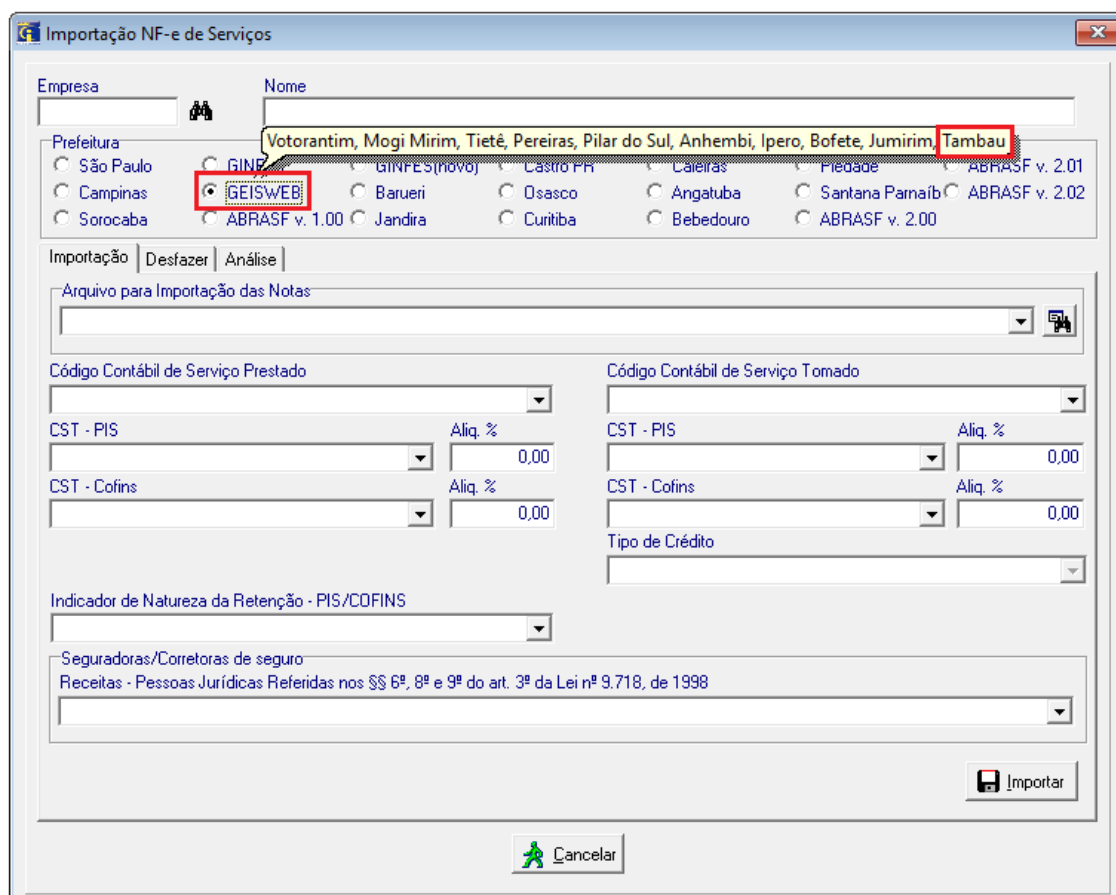 Importação NF-e de Serviços
Empresa Nome
Votorantim, Mogi Mirim, Tietê, Pereiras, Pilar do Sul, Anhembi, Ipero, Bofete, Jumirim, Tambau
Prefeitura
São Paulo GINFES(novo) Castro PR Caieiras Piedade ABRASF v. 2.01
Campinas GEISWEB Barueri Osasco Angatuba Santana Parnaíb ABRASF v. 2.02
Sorocaba ABRASF v. 1.00 Jandira Curitiba Bebedouro ABRASF v. 2.00
Importação Desfazer Análise
Arquivo para Importação das Notas
Código Contábil de Serviço Prestado Código Contábil de Serviço Tomado
CST - PIS Aliq. % CST - PIS Aliq. %
0,00 0,00
CST - Cofins Aliq. % CST - Cofins Aliq. %
0,00 0,00
Tipo de Crédito
Indicador de Natureza da Retenção - PIS/COFINS
Seguradoras/Corretoras de seguro
Receitas - Pessoas Jurídicas Referidas nos §§ 6º, 8º e 9º do art. 3º da Lei nº 9.718, de 1998
Importar
Cancelar